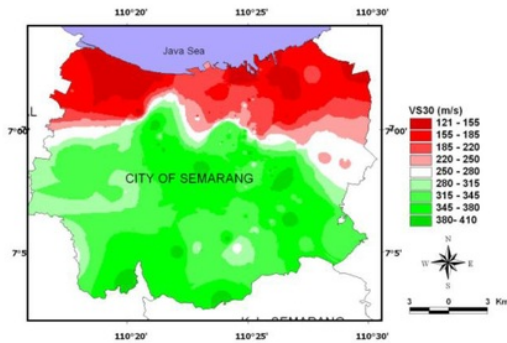 110°20'
110°25'
110°30'
Java Sea
7°00'
7°00'
CITY OF SEMARANG
7°5'
7°5'
110°20'
110°25'
110°30'
VS30 (m/s)
121 - 155
155 - 185
185 - 220
220 - 250
250 - 280
280 - 315
315 - 345
345 - 380
380- 410
N
W
E
S
3 0 3 Km